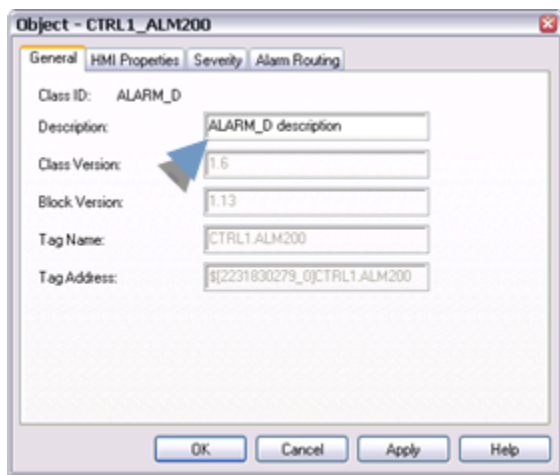 Object - CTRL1_ALM200
General HMI Properties Severity Alarm Routing
Class ID: ALARM_D
Description: ALARM_D description
Class Version: 1.6
Block Version: 1.13
Tag Name: CTRL1.ALM200
Tag Address: $[2231830279_0]CTRL1.ALM200
OK Cancel Apply Help